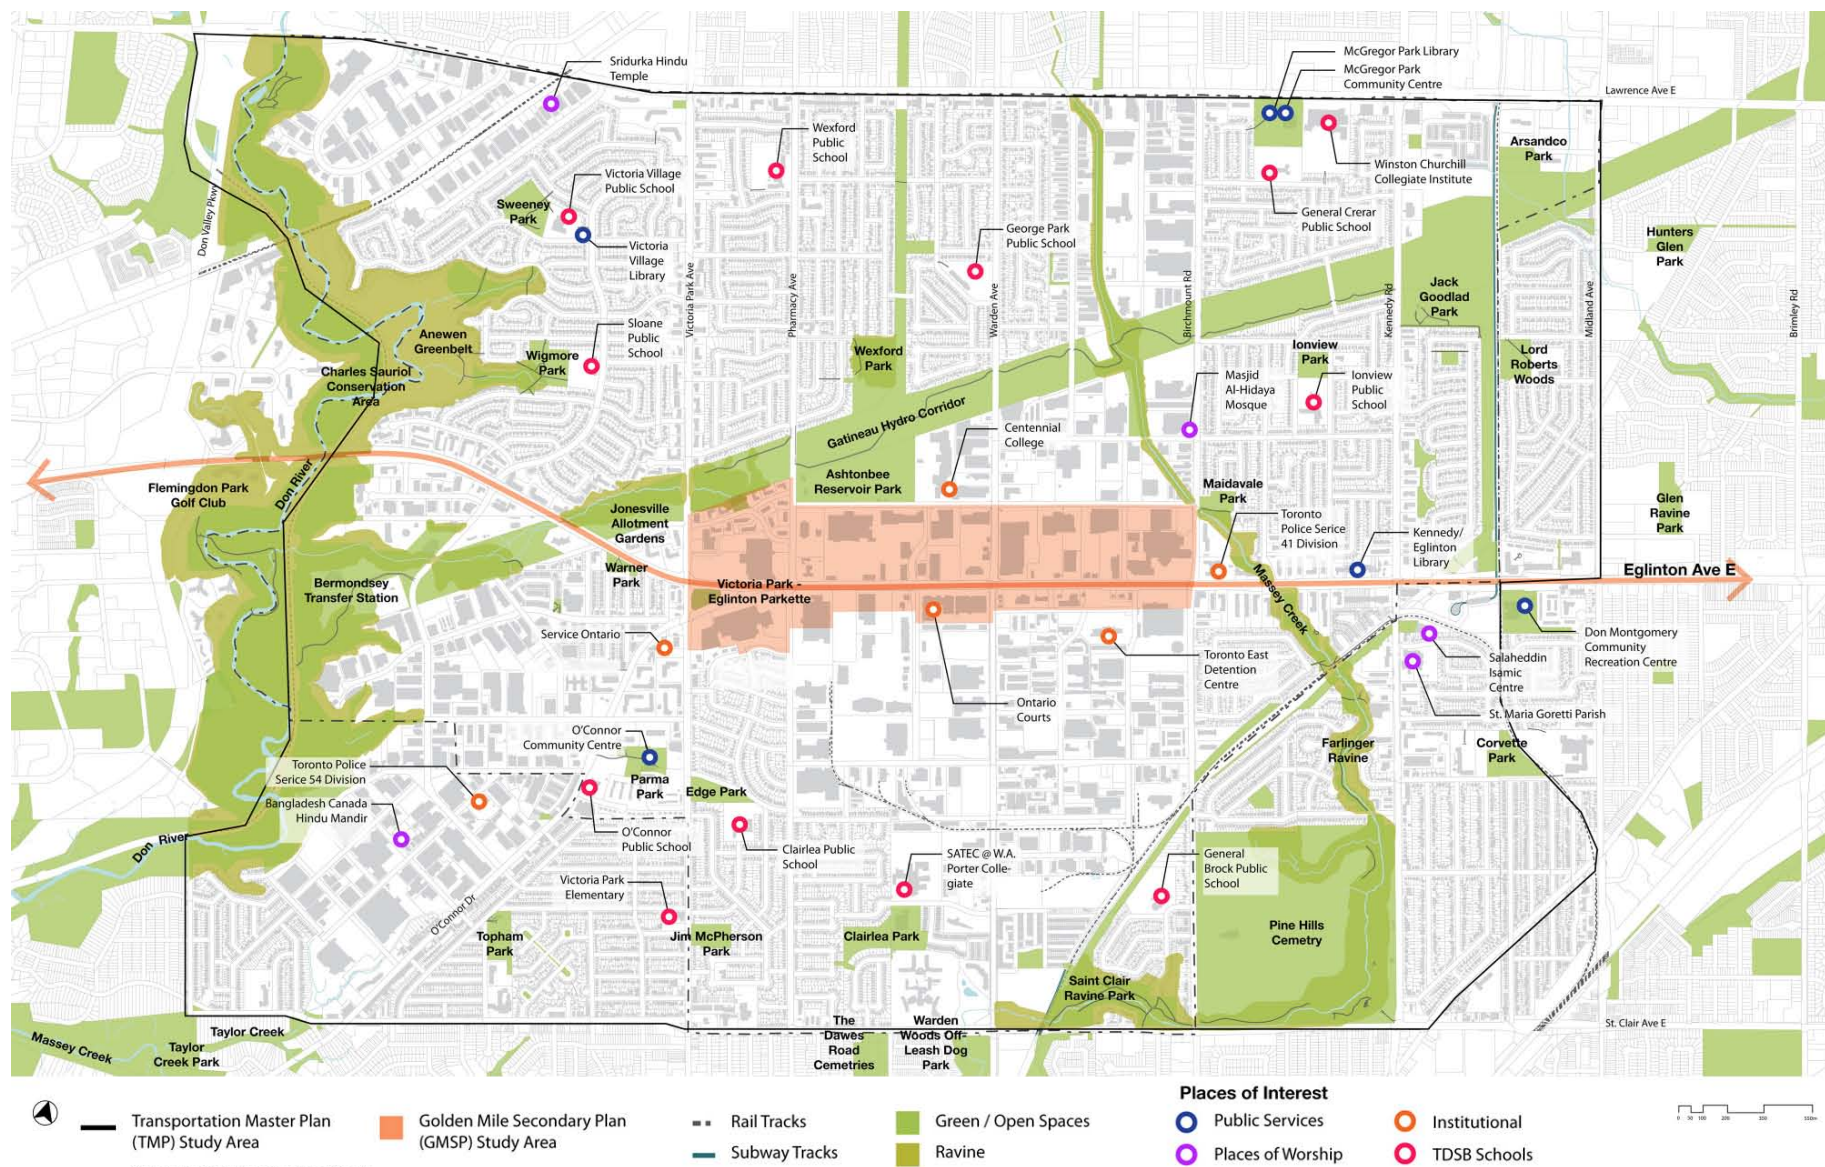 Sridurka Hindu
Temple
McGregor Park Library
McGregor Park
Community Centre
Lawrence Ave E
Wexford
Public
School
Arsandco
Park
Winston Churchill
Collegiate Institute
Victoria Village
Public School
Sweeney
Park
General Crerar
Public School
Don Valley Pkwy
George Park
Public School
Victoria
Village
Library
Hunters
Glen
Park
Victoria Park Ave
Pharmacy Ave
Warden Ave
Birchmount Rd
Kennedy Rd
Midland Ave
Brimley Rd
Jack
Goodlad
Park
Sloane
Public
School
Anewen
Greenbelt
Wigmore
Park
Wexford
Park
Ionview
Park
Lord
Roberts
Woods
Charles Sauriol
Conservation
Area
Masjid
Al-Hidaya
Mosque
Ionview
Public
School
Gatineau Hydro Corridor
Centennial
College
Don River
Flemingdon Park
Golf Club
Ashtonbee
Reservoir Park
Maidavale
Park
Jonesville
Allotment
Gardens
Toronto
Police Serice
41 Division
Glen
Ravine
Park
Kennedy/
Eglinton
Library
Warner
Park
Bermondsey
Transfer Station
Victoria Park -
Eglinton Parkette
Massey Creek
Eglinton Ave E
Service Ontario
Don Montgomery
Community
Recreation Centre
Toronto East
Detention
Centre
Salaheddin
Isamic
Centre
Ontario
Courts
St. Maria Goretti Parish
O'Connor
Community Centre
Farlinger
Ravine
Corvette
Park
Toronto Police
Serice 54 Division
Parma
Park
Edge Park
Bangladesh Canada
Hindu Mandir
O'Connor
Public School
Don River
Clairlea Public
School
SATEC @ W.A.
Porter Colle-
giate
General
Brock Public
School
Victoria Park
Elementary
O'Connor Dr
Topham
Park
Jim McPherson
Park
Clairlea Park
Pine Hills
Cemetry
Saint Clair
Ravine Park
Taylor Creek
Massey Creek
Taylor
Creek Park
The
Dawes
Road
Cemetries
Warden
Woods Off-
Leash Dog
Park
St. Clair Ave E
Transportation Master Plan
(TMP) Study Area
Golden Mile Secondary Plan
(GMSP) Study Area
Rail Tracks
Subway Tracks
Green / Open Spaces
Ravine
Places of Interest
Public Services
Places of Worship
Institutional
TDSB Schools